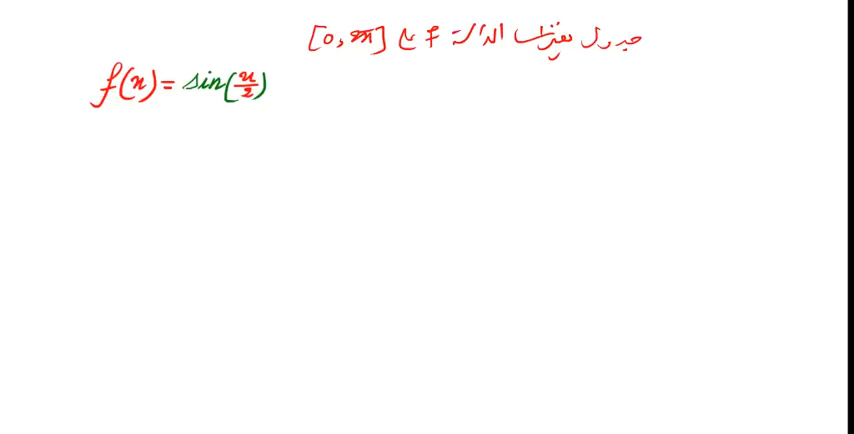 جدول تغيرات الدالة f على [0, 2π]
f(x) = sin(x/2)